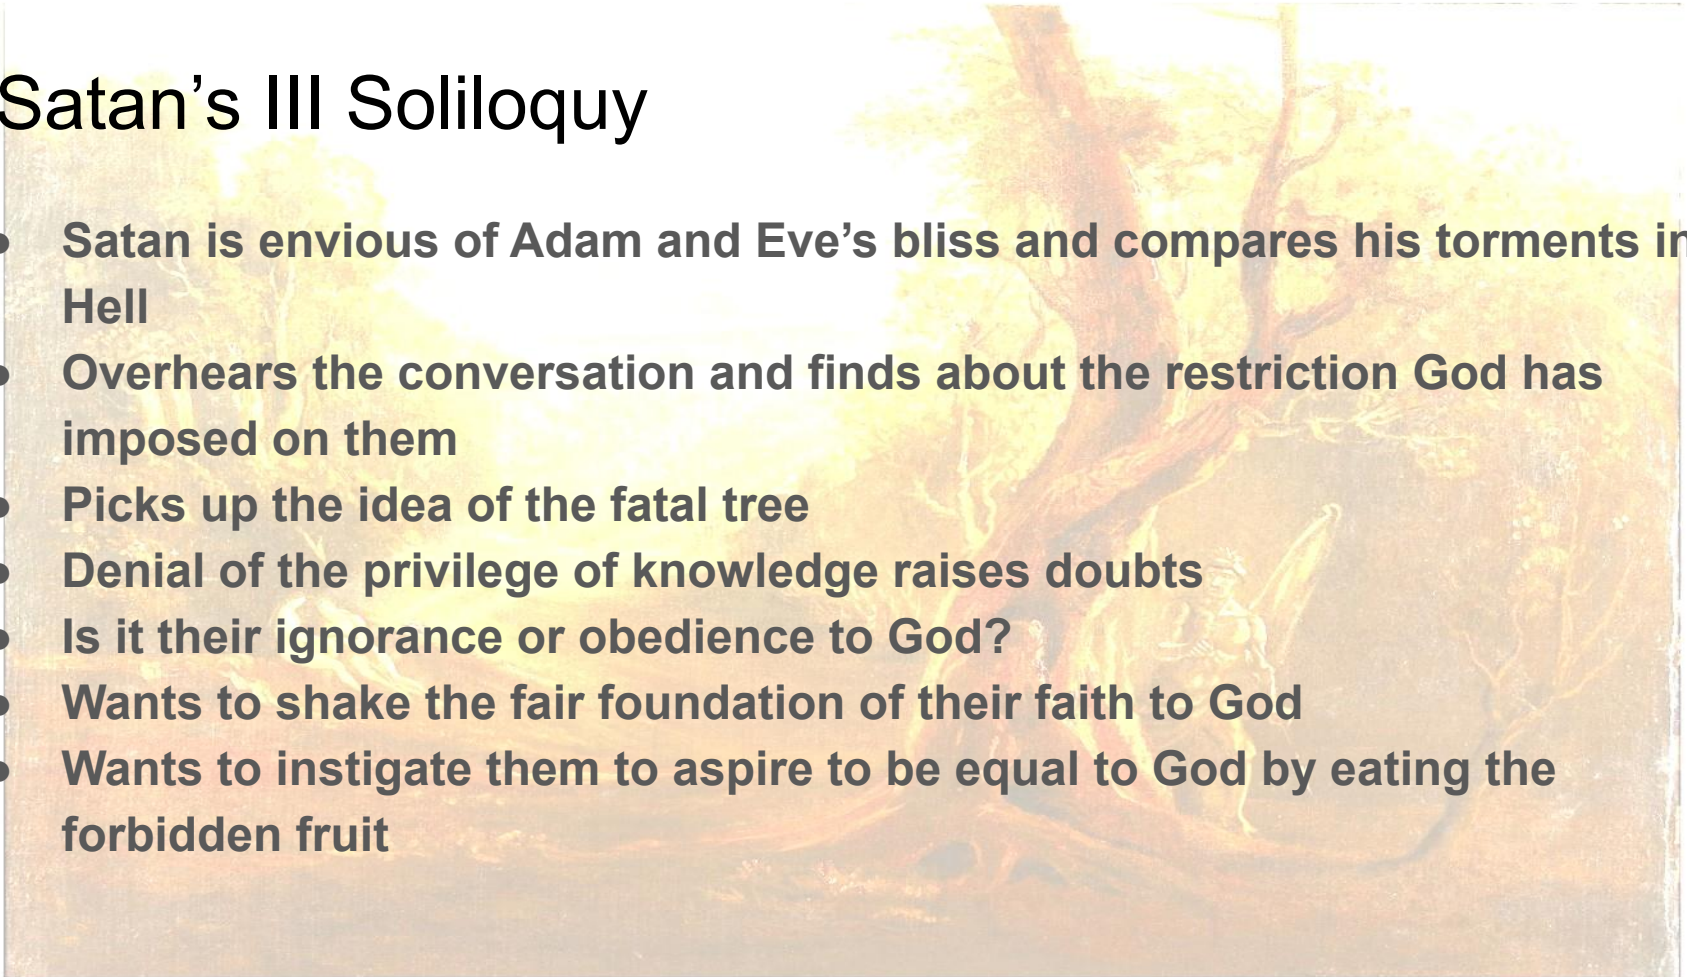 Satan’s III Soliloquy
● Satan is envious of Adam and Eve’s bliss and compares his torments in
Hell
● Overhears the conversation and finds about the restriction God has
imposed on them
● Picks up the idea of the fatal tree
● Denial of the privilege of knowledge raises doubts
● Is it their ignorance or obedience to God?
● Wants to shake the fair foundation of their faith to God
● Wants to instigate them to aspire to be equal to God by eating the
forbidden fruit